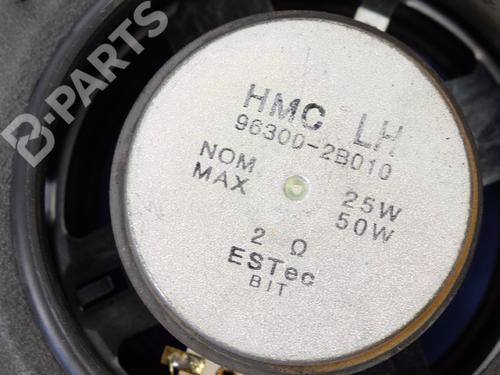 B-PARTS
HMC LH
96300-2B010
NOM 25W
MAX 50W
2 Ω
ESTec
BIT